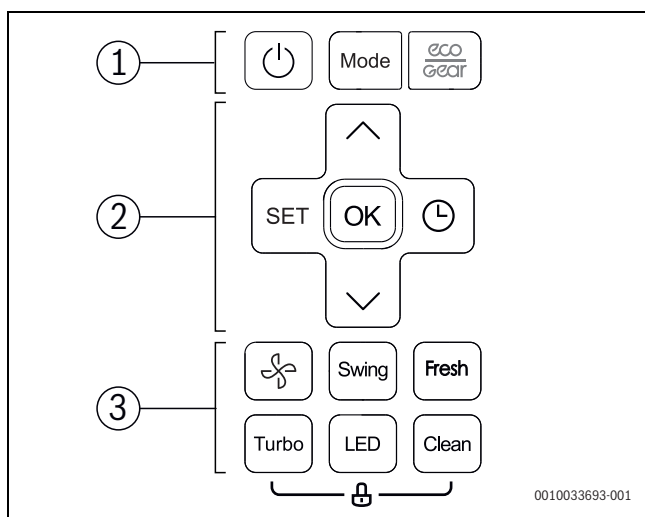 1
Mode
eco
Gear
2
SET OK
3
Swing Fresh
Turbo LED Clean
0010033693-001